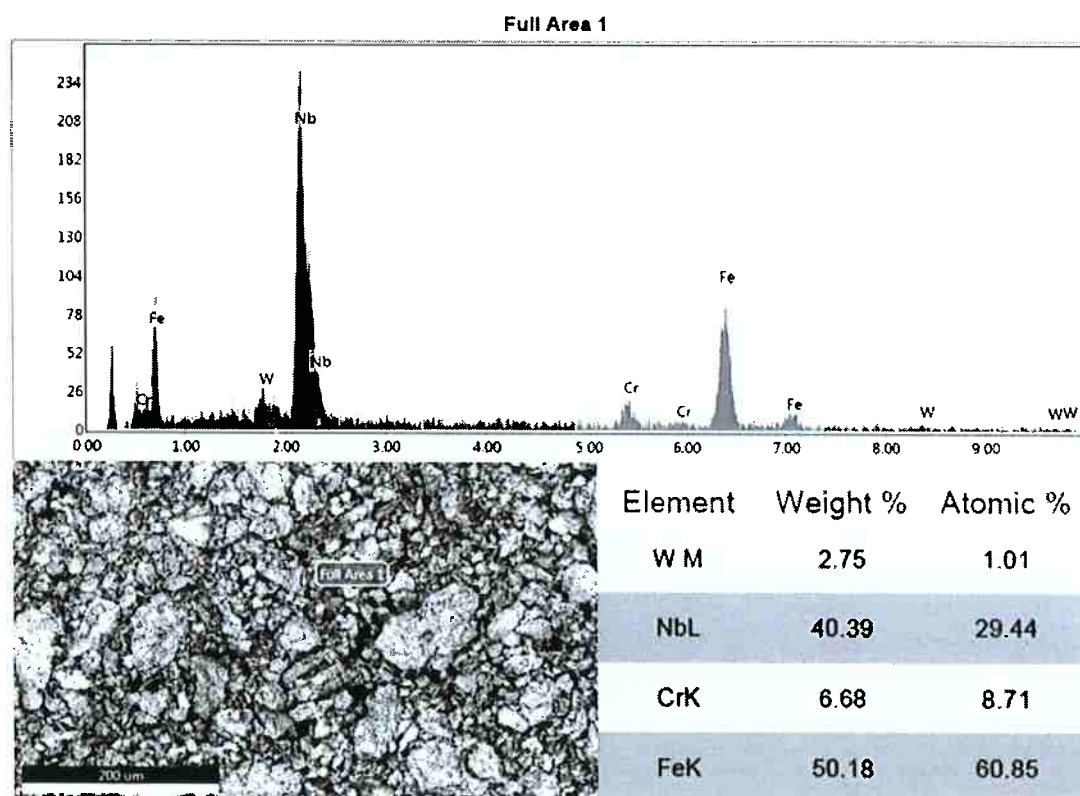 Full Area 1
234
208
182
156
130
104
78
52
26
0
Nb
Fe
Cr
W
Nb
Cr
Cr
Fe
Fe
W
WW
0.00 1.00 2.00 3.00 4.00 5.00 6.00 7.00 8.00 9.00
Full Area 1
200 um
Element Weight % Atomic %
W M 2.75 1.01
NbL 40.39 29.44
CrK 6.68 8.71
FeK 50.18 60.85